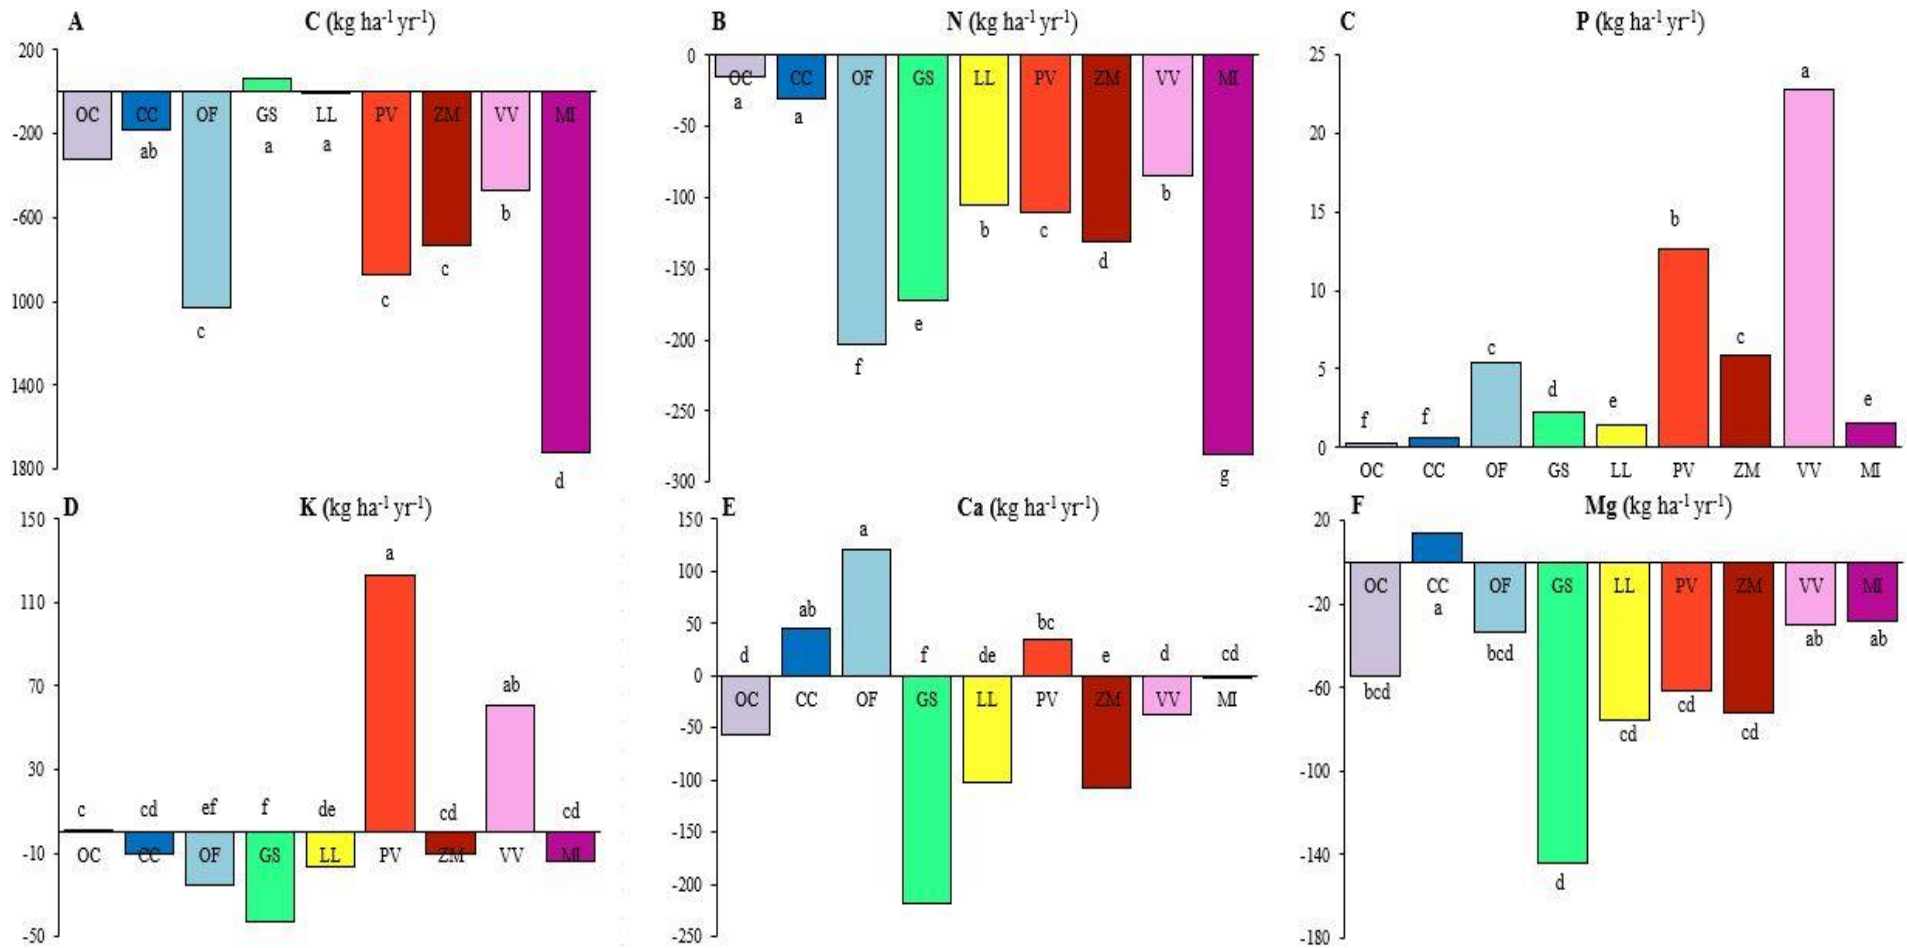 A C (kg ha⁻¹ yr⁻¹)
200
-200
-600
1000
1400
1800
OC CC OF GS LL PV ZM VV MI
ab a a
b
c
c
c
d
B N (kg ha⁻¹ yr⁻¹)
0
-50
-100
-150
-200
-250
-300
OC CC OF GS LL PV ZM VV MI
a
a
b
b c
d
e
f
g
C P (kg ha⁻¹ yr⁻¹)
25
20
15
10
5
0
a
b
c c
d
e e
f f
OC CC OF GS LL PV ZM VV MI
D K (kg ha⁻¹ yr⁻¹)
150
110
70
30
-10
-50
a
ab
c cd ef f de cd cd
OC CC OF GS LL PV ZM VV MI
E Ca (kg ha⁻¹ yr⁻¹)
150
100
50
0
-50
-100
-150
-200
-250
a
ab bc
d f de e d cd
OC CC OF GS LL PV ZM VV MI
F Mg (kg ha⁻¹ yr⁻¹)
20
-20
-60
-100
-140
-180
OC CC OF GS LL PV ZM VV MI
a
bcd ab ab
bcd cd
cd cd
d